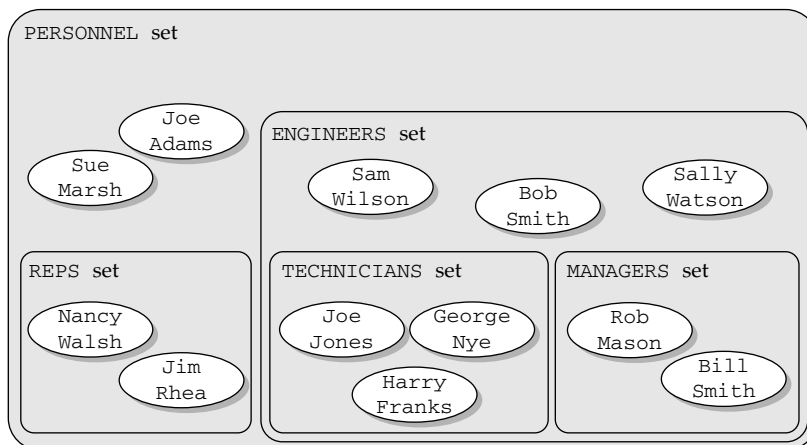 PERSONNEL set
Joe
Adams
Sue
Marsh
ENGINEERS set
Sam
Wilson
Bob
Smith
Sally
Watson
REPS set
Nancy
Walsh
Jim
Rhea
TECHNICIANS set
Joe
Jones
George
Nye
Harry
Franks
MANAGERS set
Rob
Mason
Bill
Smith